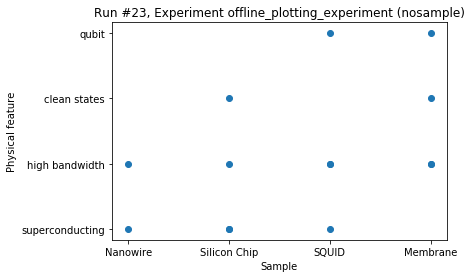 Run #23, Experiment offline_plotting_experiment (nosample)
qubit
clean states
high bandwidth
superconducting
Physical feature
Nanowire Silicon Chip SQUID Membrane
Sample